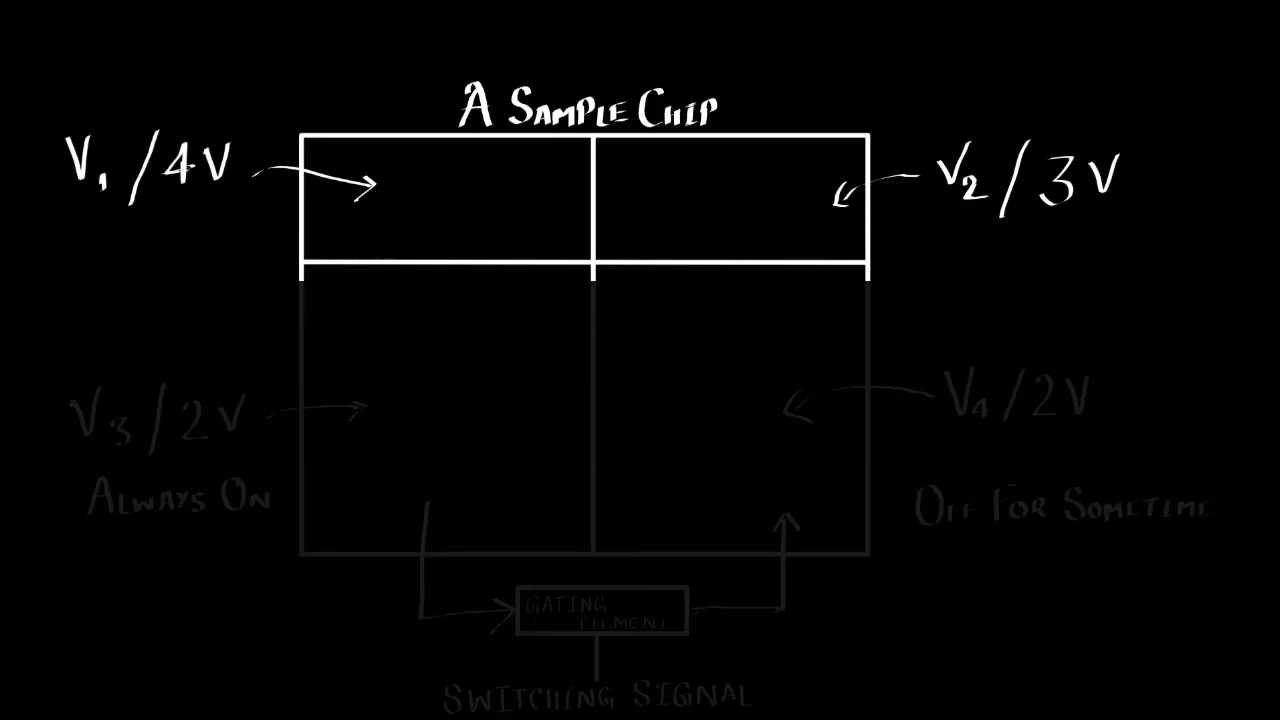 A SAMPLE CHIP
V1/4V
V2/3V
V3/2V
V4/2V
ALWAYS ON
OFF FOR SOMETIME
GATING
ELEMENT
SWITCHING SIGNAL